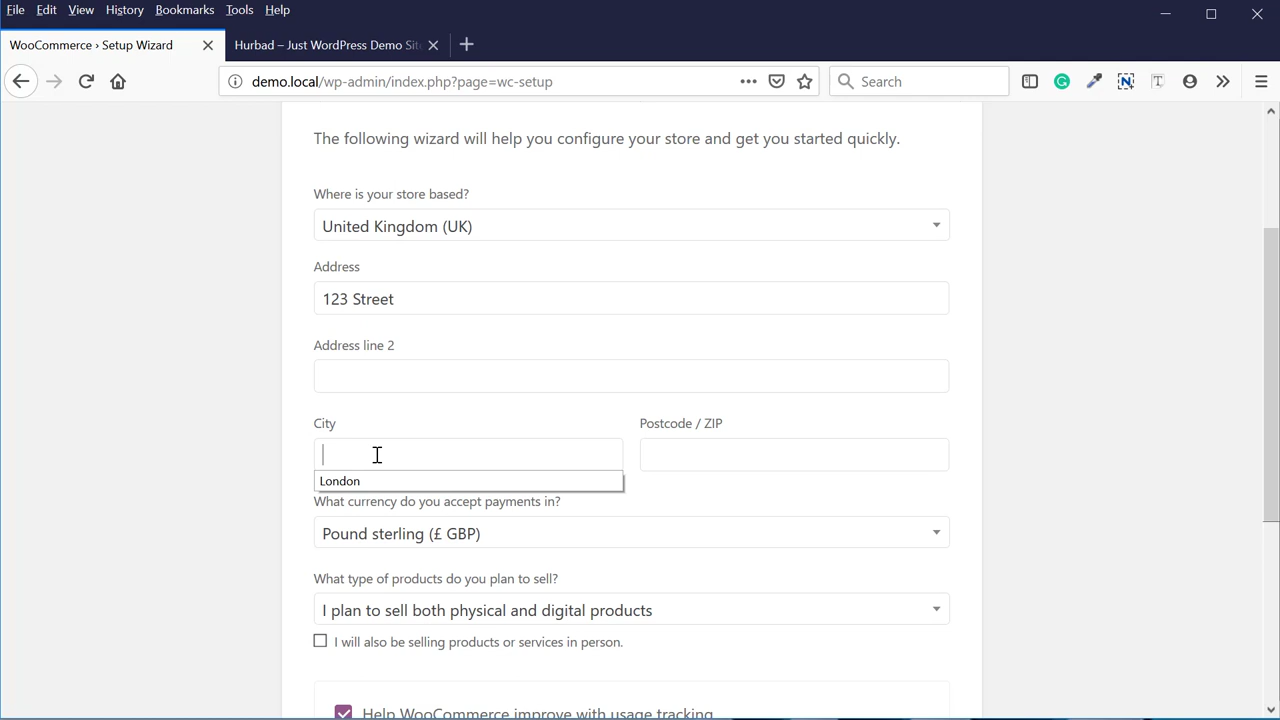 File Edit View History Bookmarks Tools Help
WooCommerce › Setup Wizard
Hurbad – Just WordPress Demo Sit
demo.local/wp-admin/index.php?page=wc-setup
Search
The following wizard will help you configure your store and get you started quickly.
Where is your store based?
United Kingdom (UK)
Address
123 Street
Address line 2
City
Postcode / ZIP
London
What currency do you accept payments in?
Pound sterling (£ GBP)
What type of products do you plan to sell?
I plan to sell both physical and digital products
I will also be selling products or services in person.
Help WooCommerce improve with usage tracking